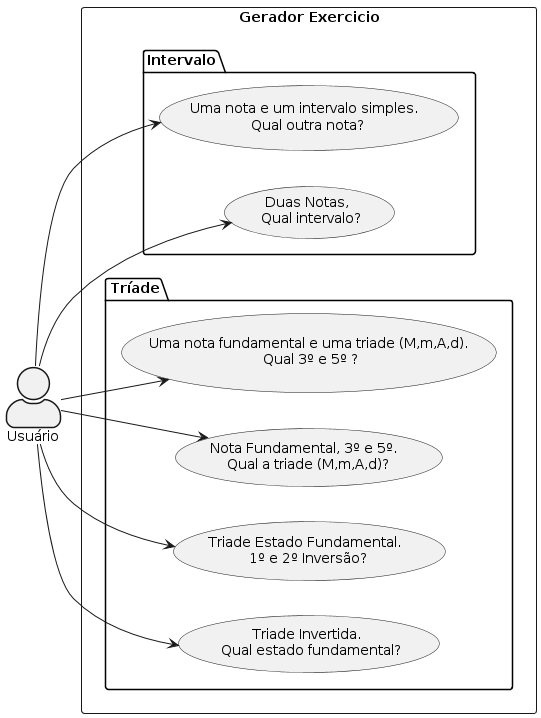 Gerador Exercicio
Intervalo
Uma nota e um intervalo simples.
Qual outra nota?
Duas Notas,
Qual intervalo?
Tríade
Uma nota fundamental e uma triade (M,m,A,d).
Qual 3º e 5º ?
Nota Fundamental, 3º e 5º.
Qual a triade (M,m,A,d)?
Triade Estado Fundamental.
1º e 2º Inversão?
Triade Invertida.
Qual estado fundamental?
Usuário